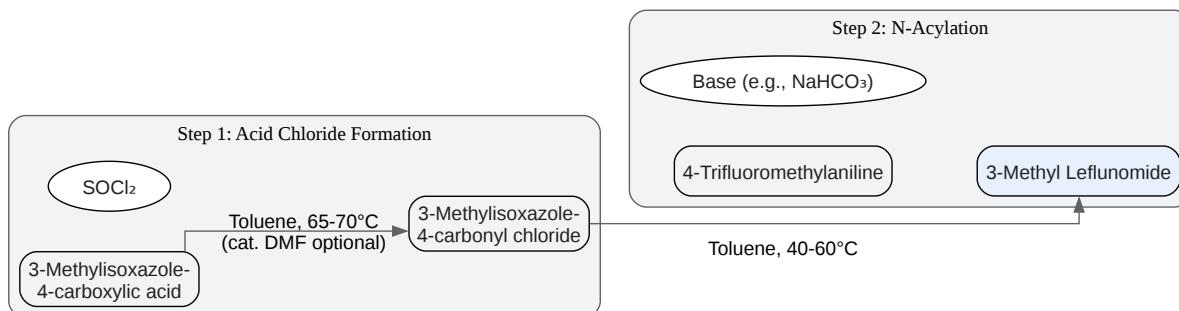 Step 1: Acid Chloride Formation
SOCl₂
3-Methylisoxazole-
4-carboxylic acid
Toluene, 65-70°C
(cat. DMF optional)
3-Methylisoxazole-
4-carbonyl chloride
Step 2: N-Acylation
Base (e.g., NaHCO₃)
4-Trifluoromethylaniline
3-Methyl Leflunomide
Toluene, 40-60°C